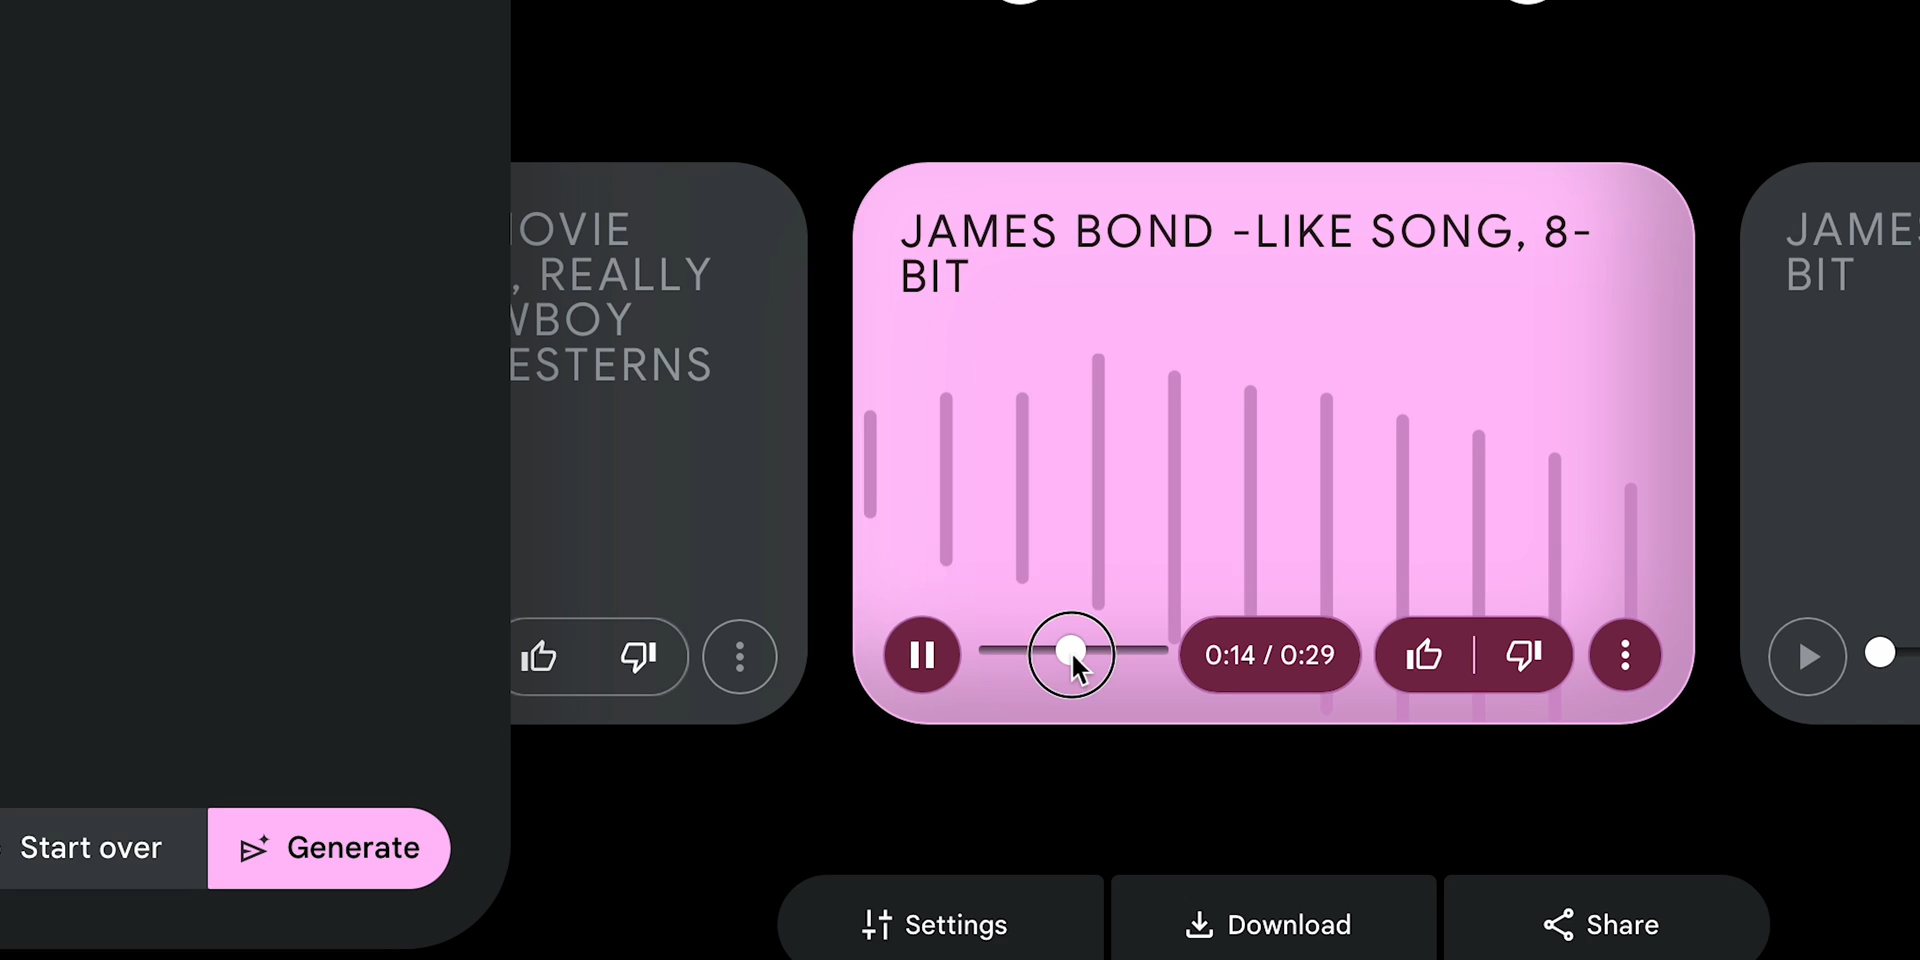 OVIE
, REALLY
WBOY
ESTERNS
JAMES BOND -LIKE SONG, 8-
BIT
JAMES
BIT
0:14 / 0:29
Start over
Generate
Settings
Download
Share